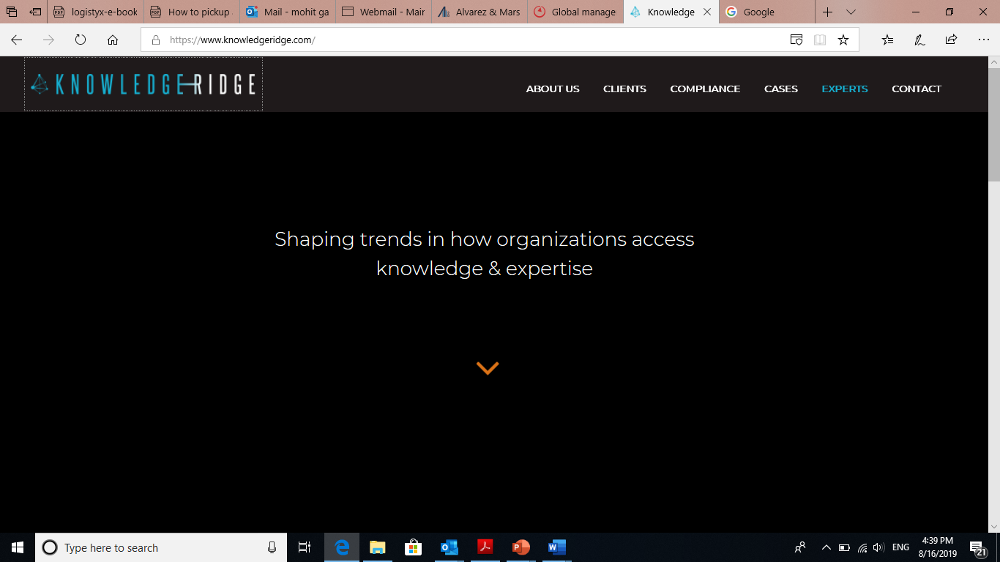 logistyx-e-book
How to pickup
Mail - mohit ga
Webmail - Mair
Alvarez & Mars
Global manage
Knowledge
Google
https://www.knowledgeridge.com/
KNOWLEDGE RIDGE
ABOUT US
CLIENTS
COMPLIANCE
CASES
EXPERTS
CONTACT
Shaping trends in how organizations access
knowledge & expertise
Type here to search
ENG
4:39 PM
8/16/2019
21